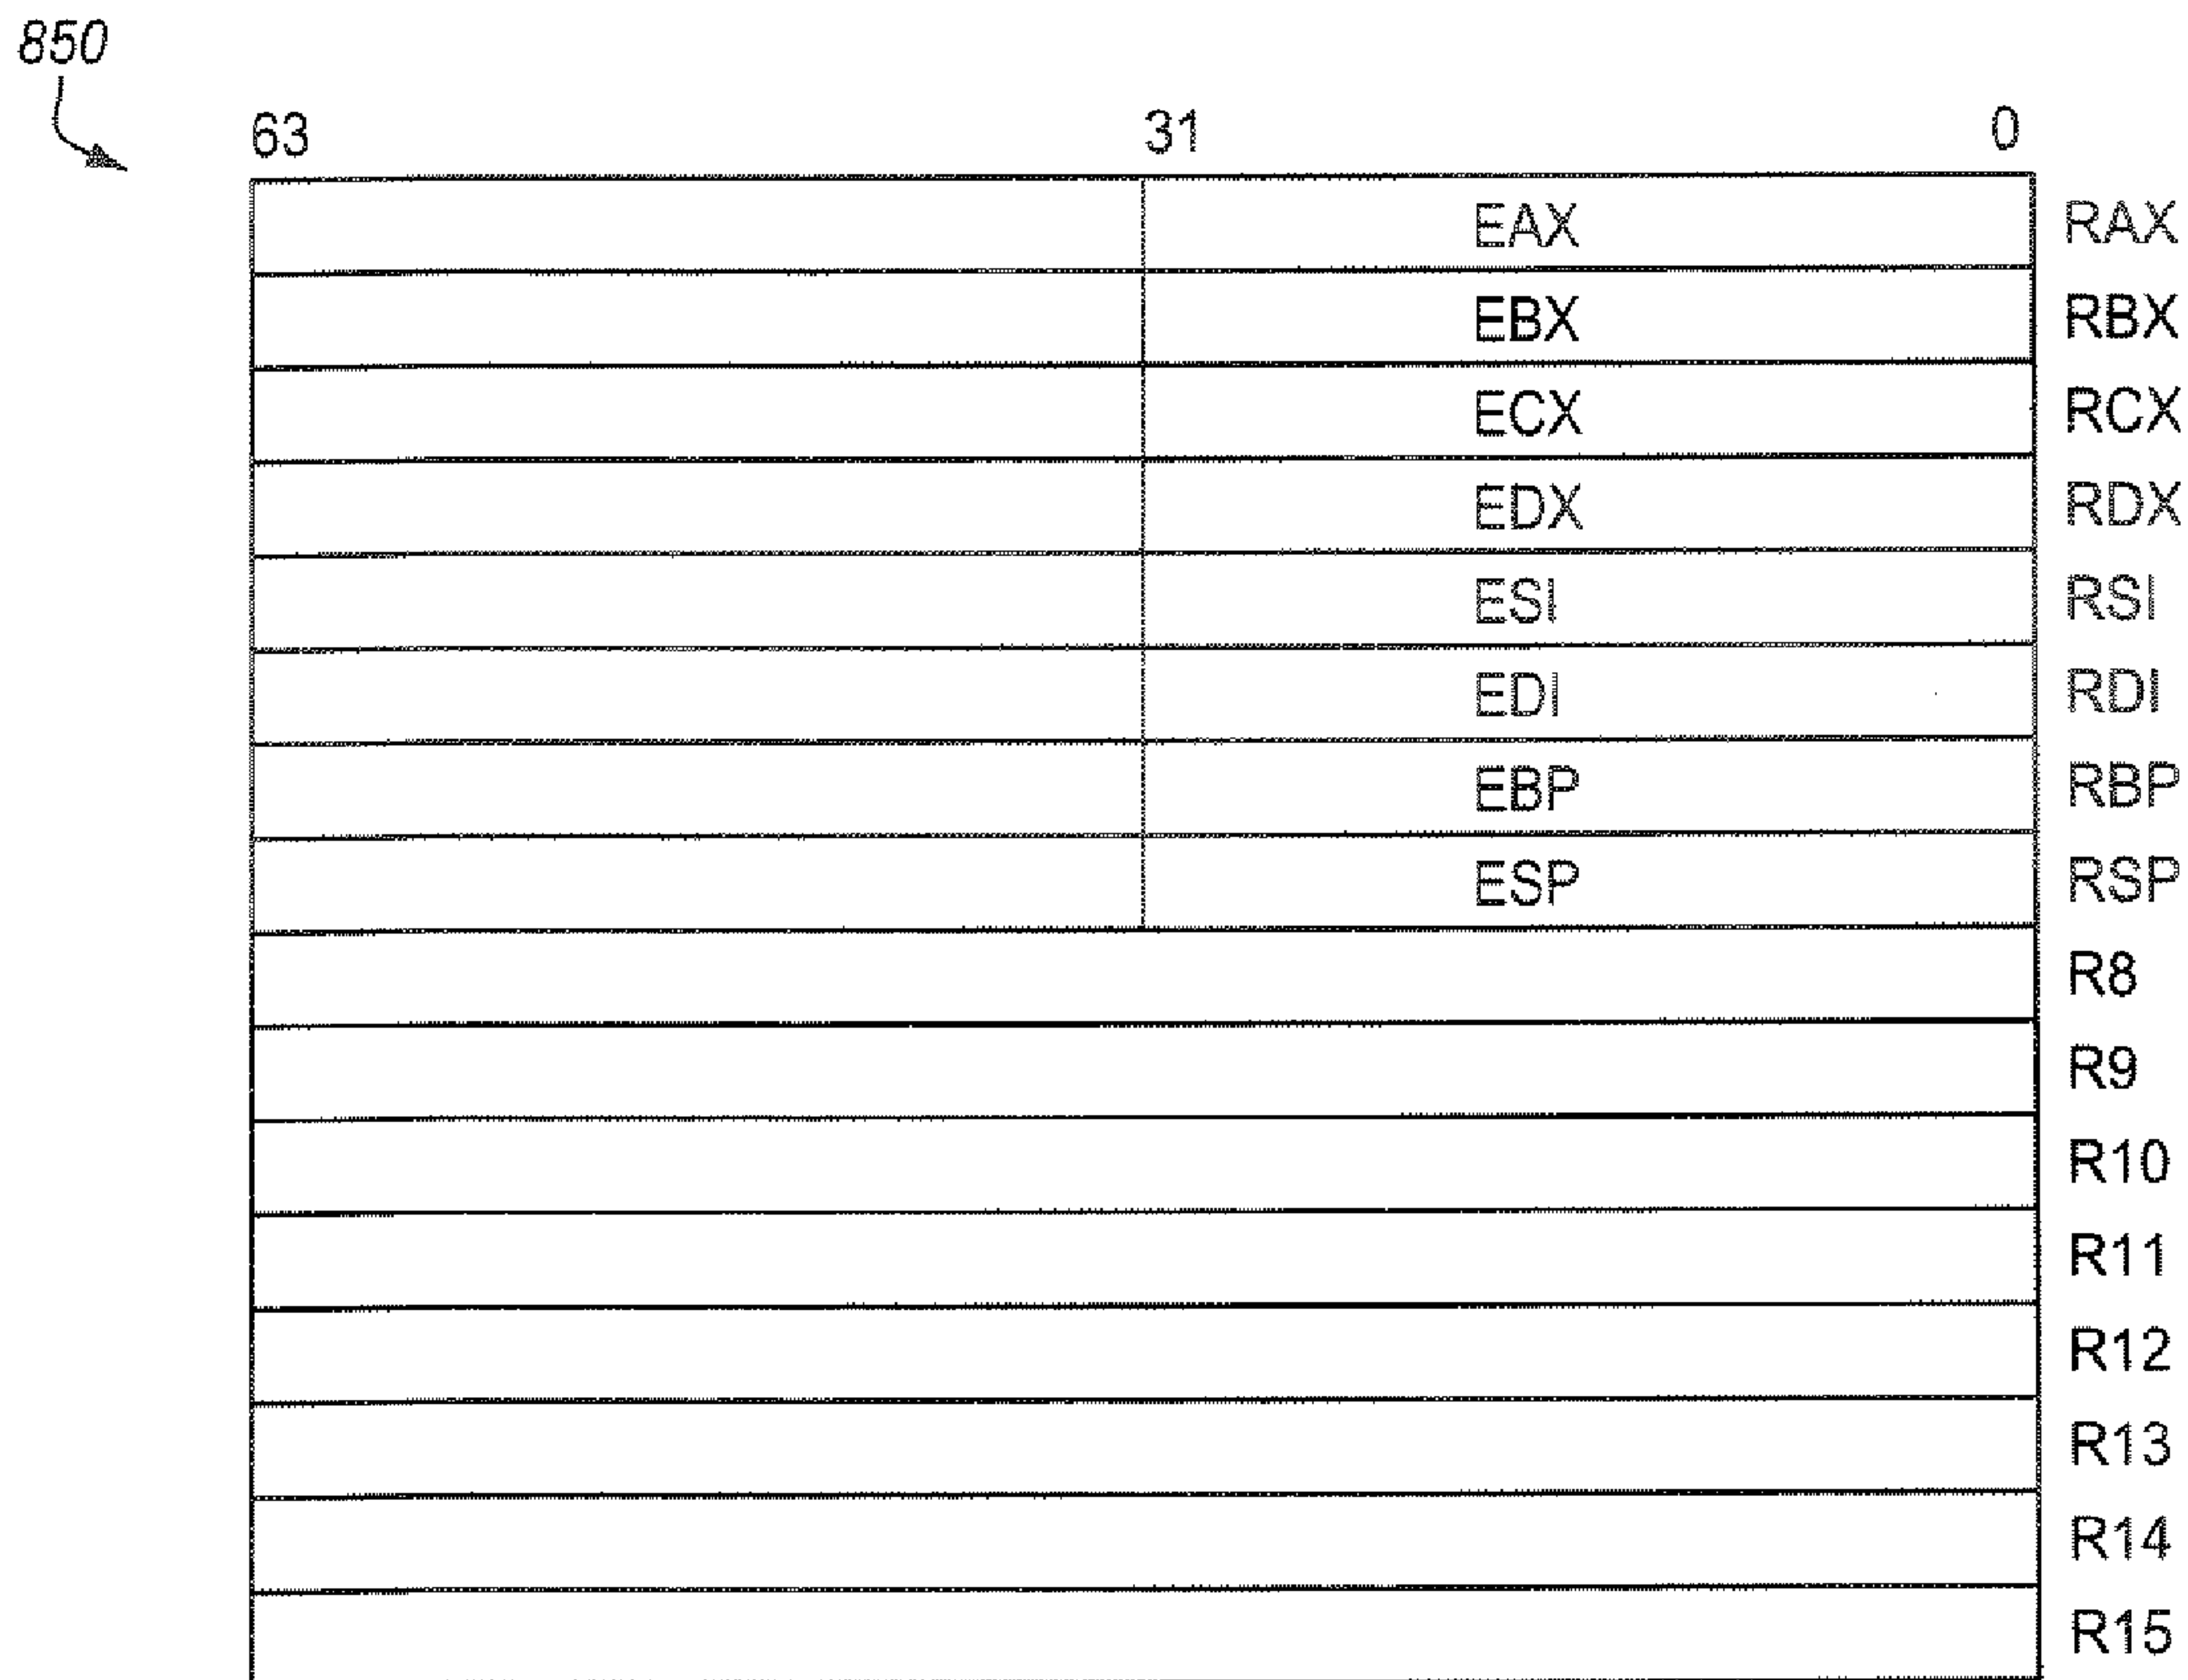 850
63 31 0
EAX RAX
EBX RBX
ECX RCX
EDX RDX
ESI RSI
EDI RDI
EBP RBP
ESP RSP
R8
R9
R10
R11
R12
R13
R14
R15